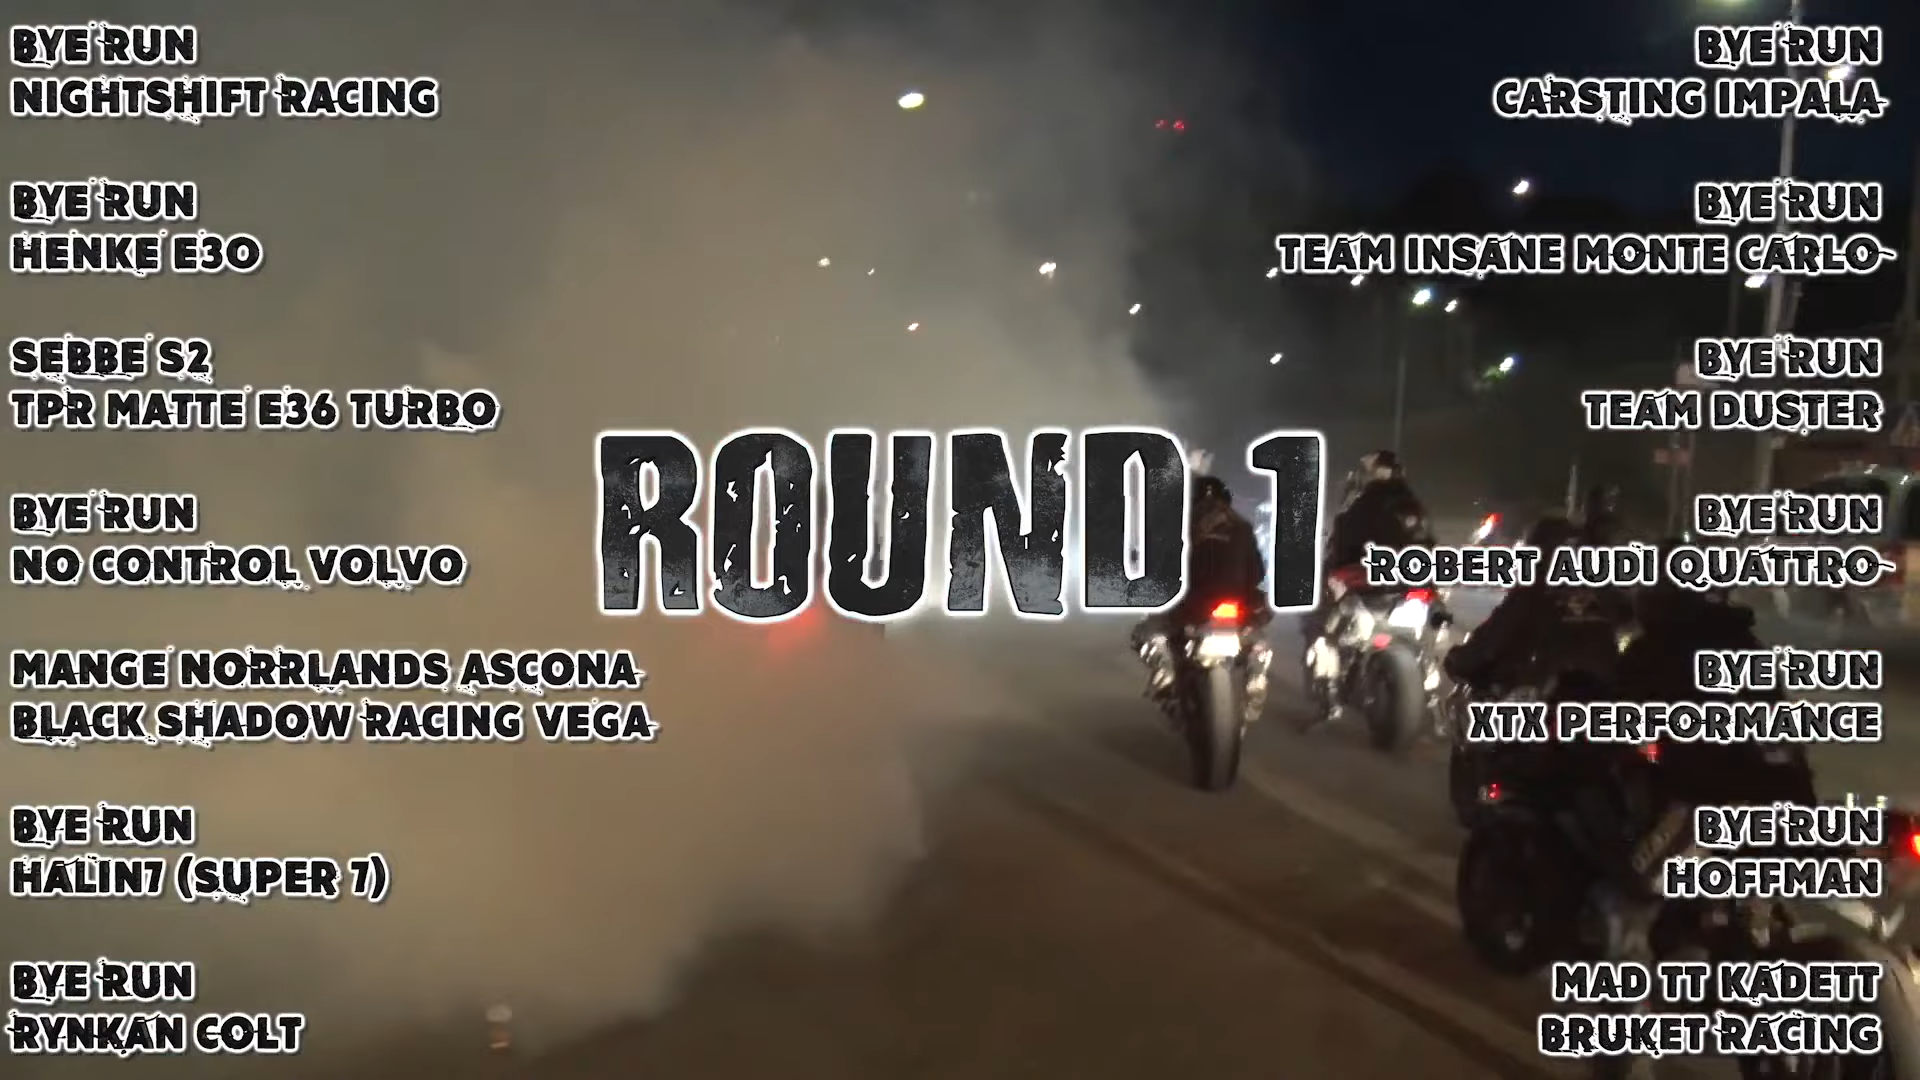 BYE RUN
NIGHTSHIFT RACING
BYE RUN
HENKE E30
SEBBE S2
TPR MATTE E36 TURBO
BYE RUN
NO CONTROL VOLVO
MANGE NORRLANDS ASCONA
BLACK SHADOW RACING VEGA
BYE RUN
HALIN7 (SUPER 7)
BYE RUN
RYNKAN COLT
ROUND 1
BYE RUN
CARSTING IMPALA
BYE RUN
TEAM INSANE MONTE CARLO
BYE RUN
TEAM DUSTER
BYE RUN
ROBERT AUDI QUATTRO
BYE RUN
XTX PERFORMANCE
BYE RUN
HOFFMAN
MAD TT KADETT
BRUKET RACING